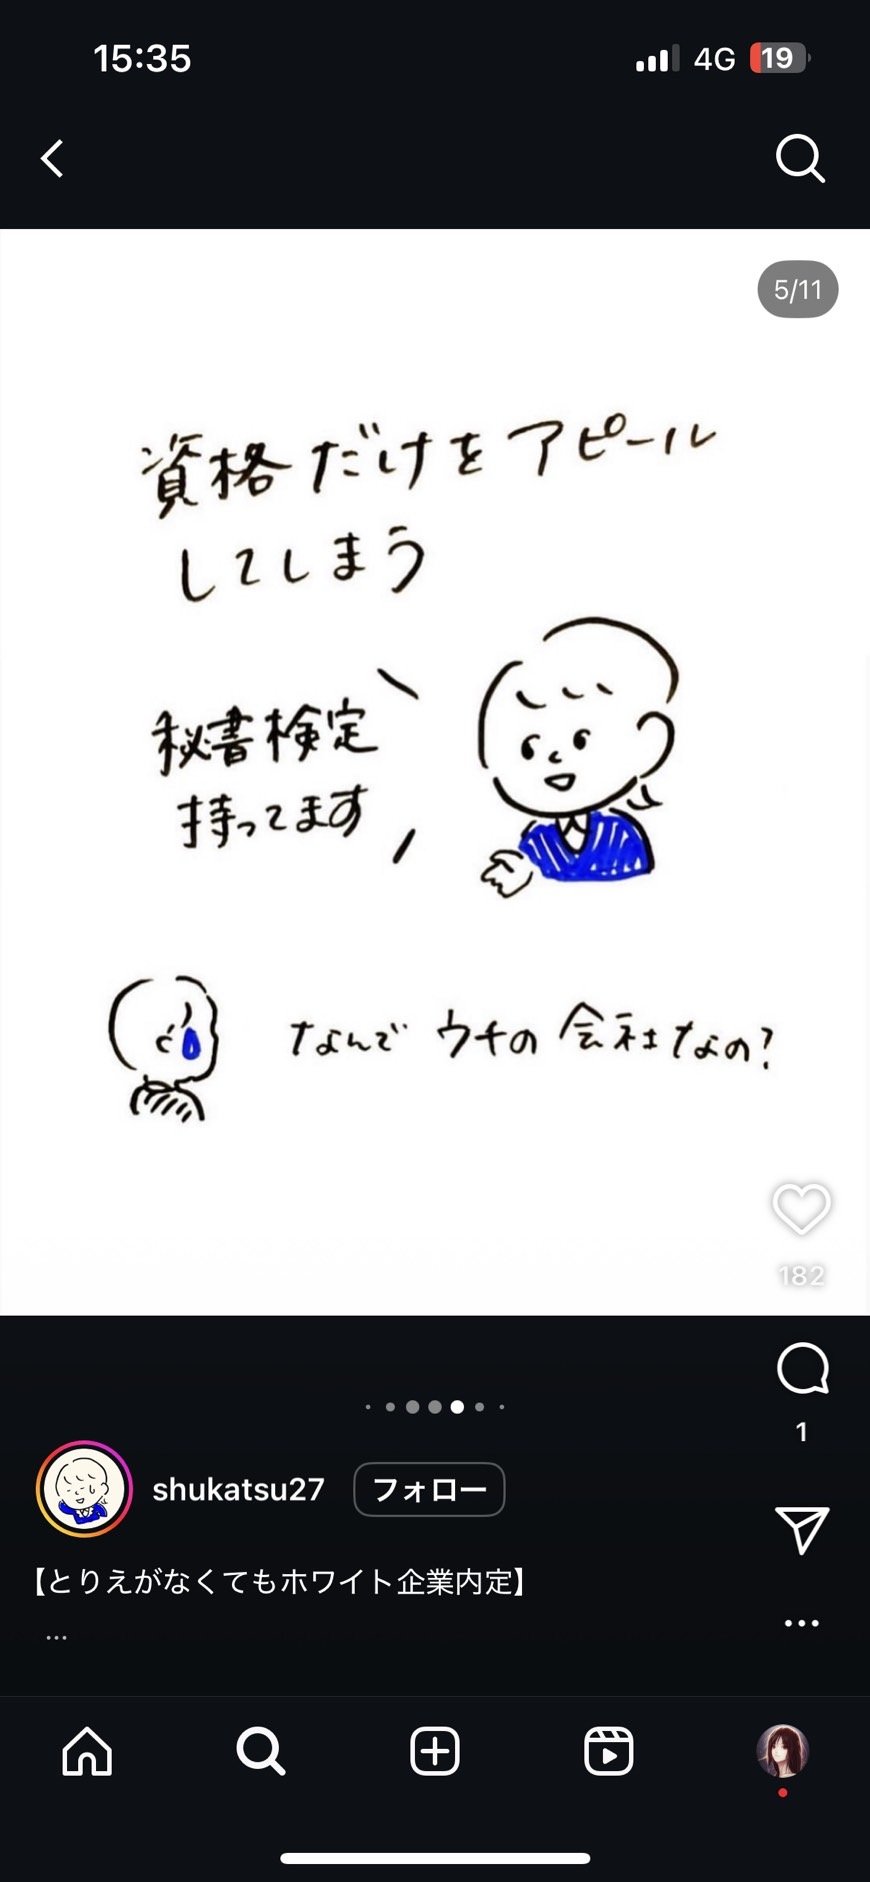 15:35
4G
19
5/11
資格だけをアピール
してしまう
秘書検定
持ってます
なんで ウチの会社なの?
182
1
shukatsu27
フォロー
【とりえがなくてもホワイト企業内定】
...